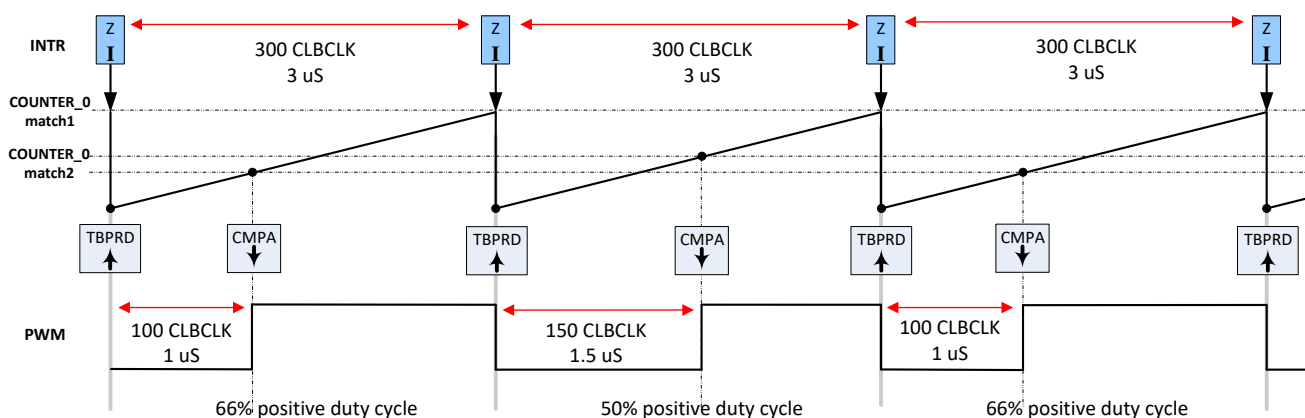 Z
I
Z
I
Z
I
Z
I
INTR
300 CLBCLK
3 uS
300 CLBCLK
3 uS
300 CLBCLK
3 uS
COUNTER_0
match1
COUNTER_0
match2
TBPRD
CMPA
TBPRD
CMPA
TBPRD
CMPA
TBPRD
PWM
100 CLBCLK
1 uS
150 CLBCLK
1.5 uS
100 CLBCLK
1 uS
66% positive duty cycle
50% positive duty cycle
66% positive duty cycle